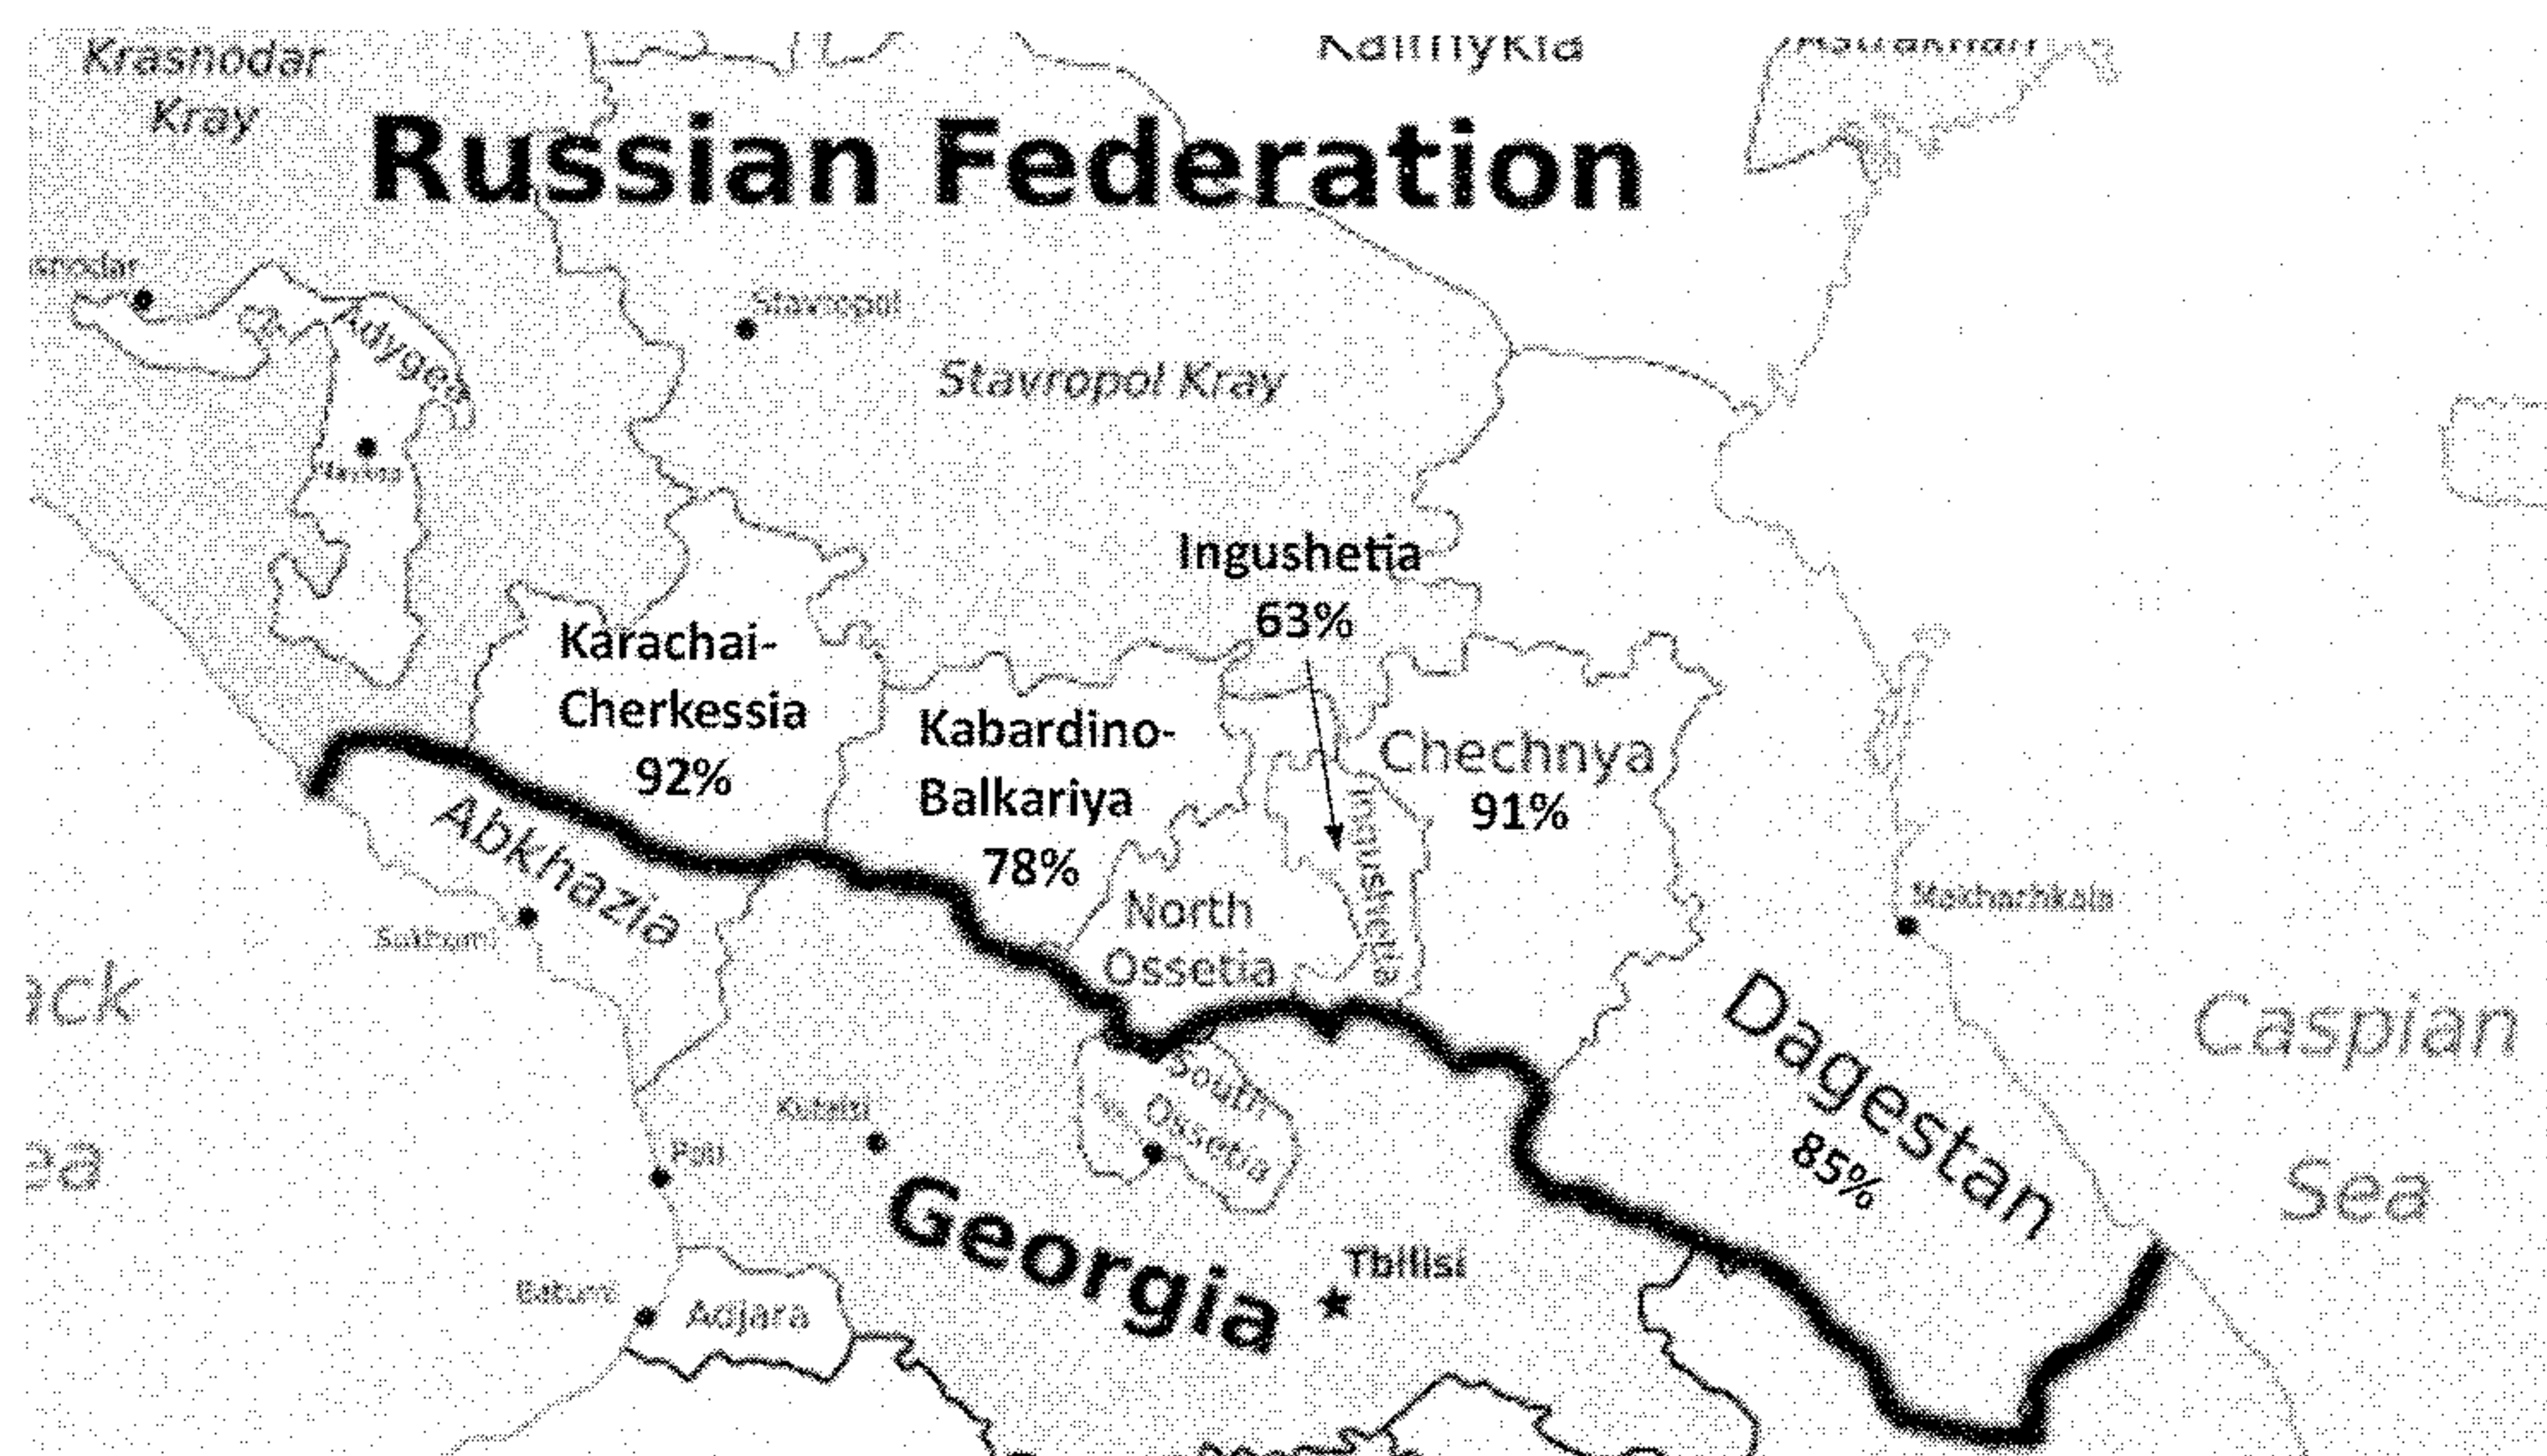 Krasnodar
Kray
Russian Federation
Stavropol
Stavropol Kray
Adygea
Ingushetia
63%
Karachai-
Cherkessia
92%
Kabardino-
Balkariya
78%
Chechnya
91%
Ingushetia
North
Ossetia
Abkhazia
Sukhumi
Makhachkala
Dagestan
85%
Caspian
Sea
South
Ossetia
Kutaisi
Poti
Georgia
Tbilisi
Batumi
Adjara